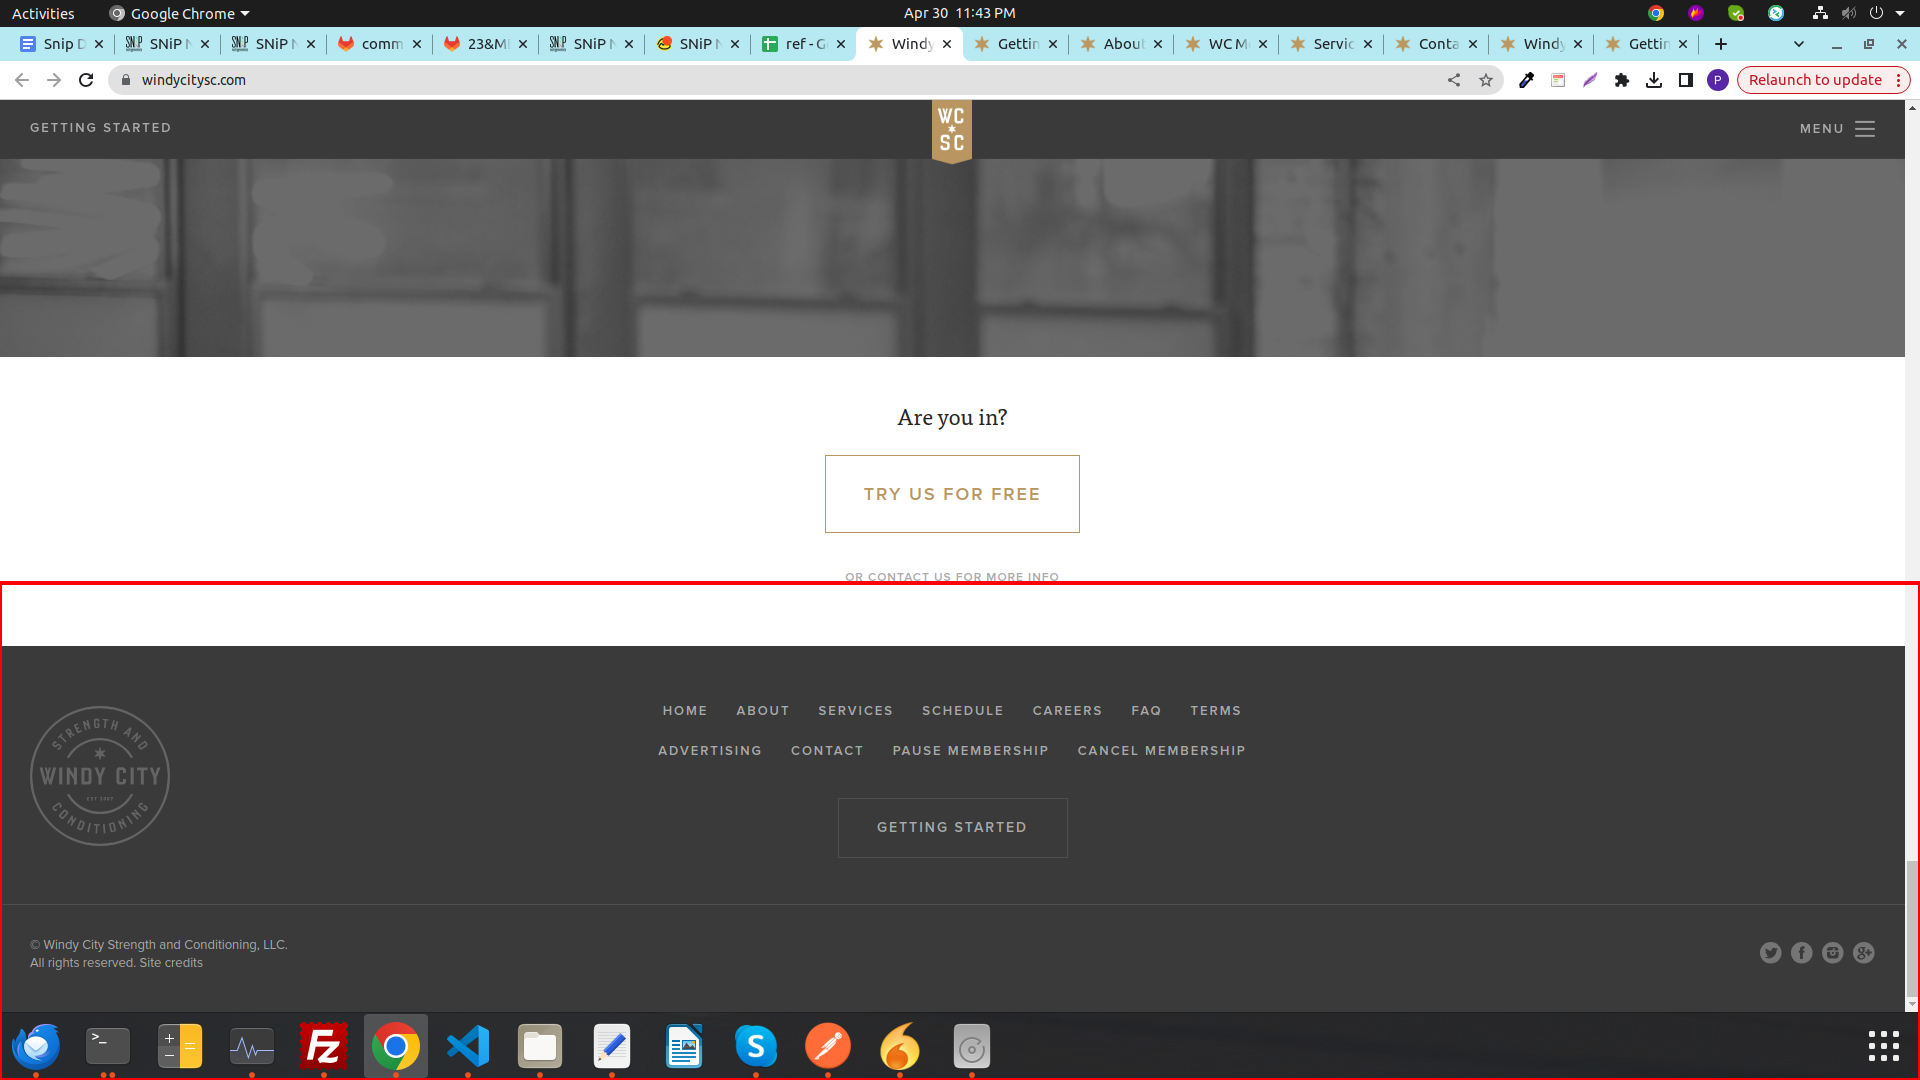 Activities Google Chrome Apr 30 11:43 PM
Snip D SNiP N SNiP N comm 23&M SNiP N SNiP N ref - G Windy Gettin About WC M Servic Conta Windy Gettin
windycitysc.com P Relaunch to update
GETTING STARTED WC SC MENU
Are you in?
TRY US FOR FREE
OR CONTACT US FOR MORE INFO
HOME ABOUT SERVICES SCHEDULE CAREERS FAQ TERMS
ADVERTISING CONTACT PAUSE MEMBERSHIP CANCEL MEMBERSHIP
STRENGTH AND
WINDY CITY
EST 2007
CONDITIONING
GETTING STARTED
© Windy City Strength and Conditioning, LLC.
All rights reserved. Site credits